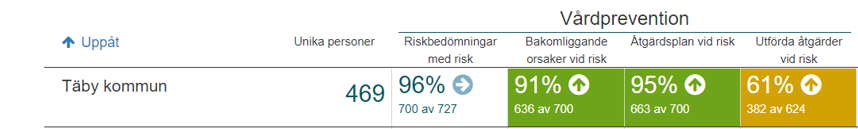 Vårdprevention
Uppåt
Unika personer
Riskbedömningar
med risk
Bakomliggande
orsaker vid risk
Åtgärdsplan vid risk
Utförda åtgärder
vid risk
Täby kommun
469
96%
700 av 727
91%
636 av 700
95%
663 av 700
61%
382 av 624